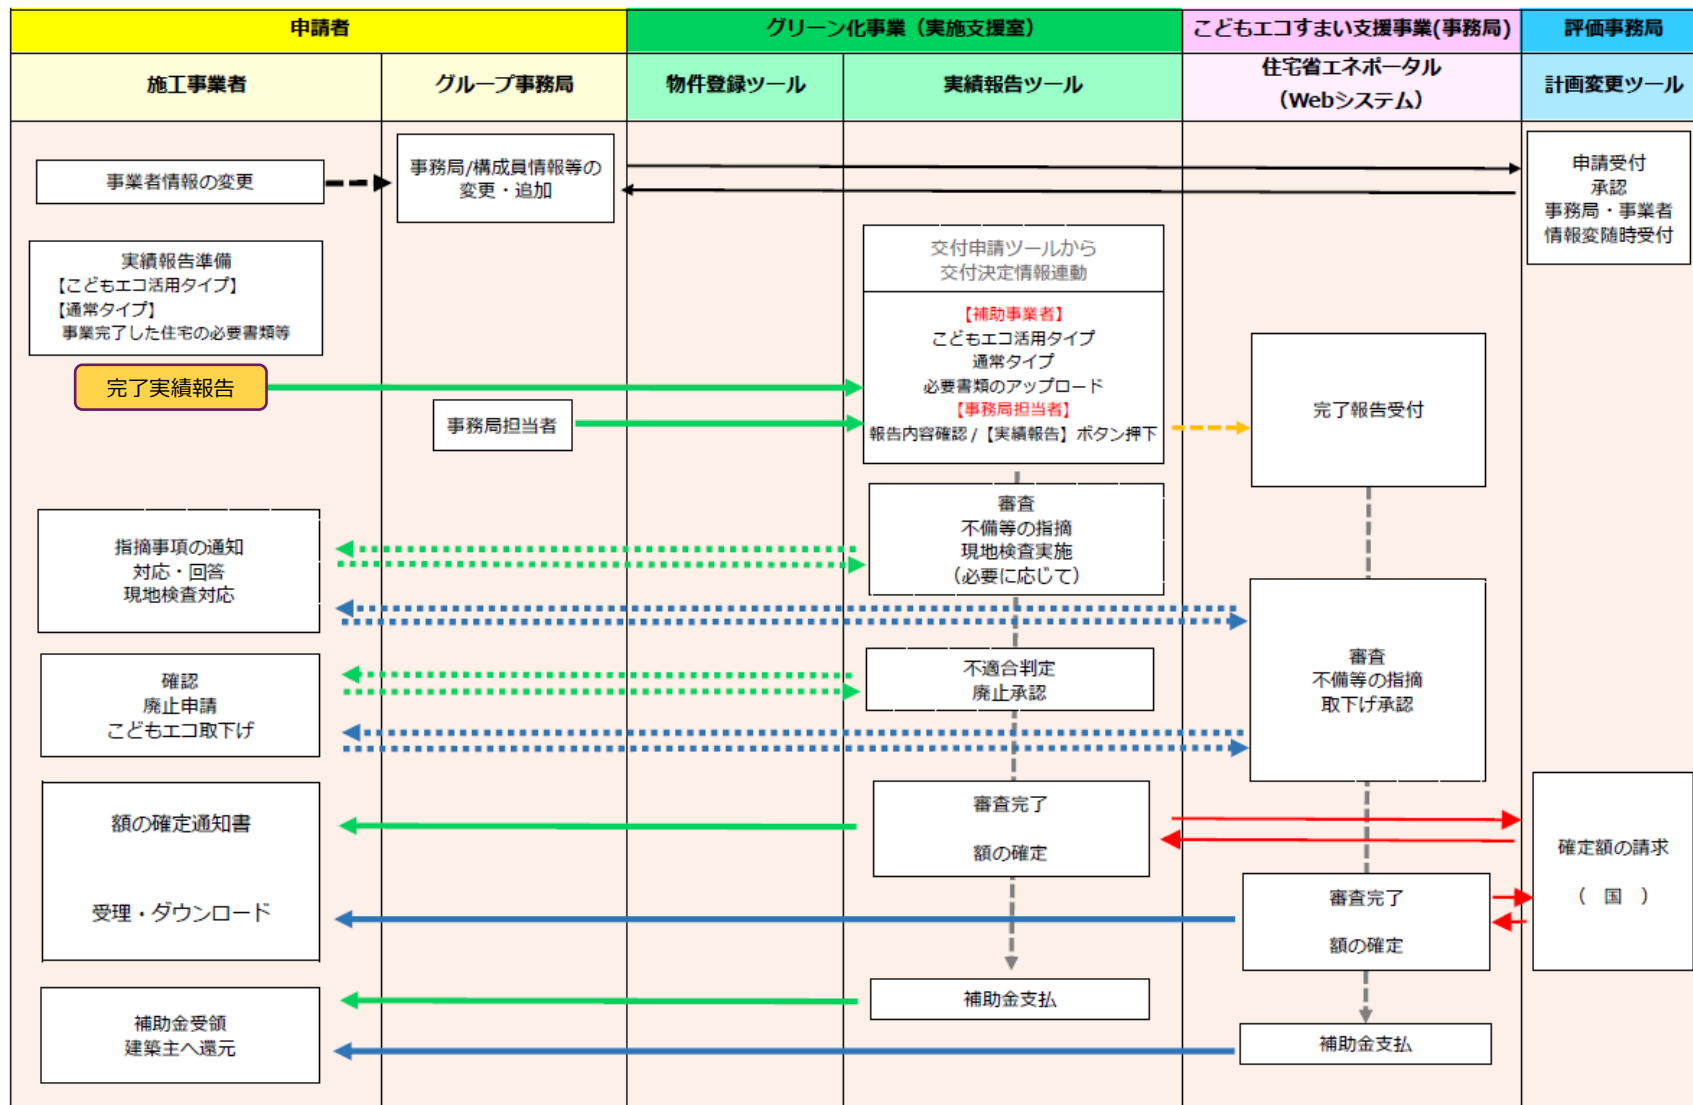 申請者
グリーン化事業（実施支援室）
こどもエコすまい支援事業(事務局)
評価事務局
施工事業者
グループ事務局
物件登録ツール
実績報告ツール
住宅省エネポータル
（Webシステム）
計画変更ツール
事業者情報の変更
事務局/構成員情報等の
変更・追加
申請受付
承認
事務局・事業者
情報変随時受付
実績報告準備
【こどもエコ活用タイプ】
【通常タイプ】
事業完了した住宅の必要書類等
交付申請ツールから
交付決定情報連動
【補助事業者】
こどもエコ活用タイプ
通常タイプ
必要書類のアップロード
【事務局担当者】
報告内容確認 /【実績報告】ボタン押下
完了実績報告
事務局担当者
完了報告受付
審査
不備等の指摘
現地検査実施
（必要に応じて）
指摘事項の通知
対応・回答
現地検査対応
審査
不備等の指摘
取下げ承認
不適合判定
廃止承認
確認
廃止申請
こどもエコ取下げ
額の確定通知書
受理・ダウンロード
審査完了
額の確定
確定額の請求
（　国　）
審査完了
額の確定
補助金支払
補助金受領
建築主へ還元
補助金支払